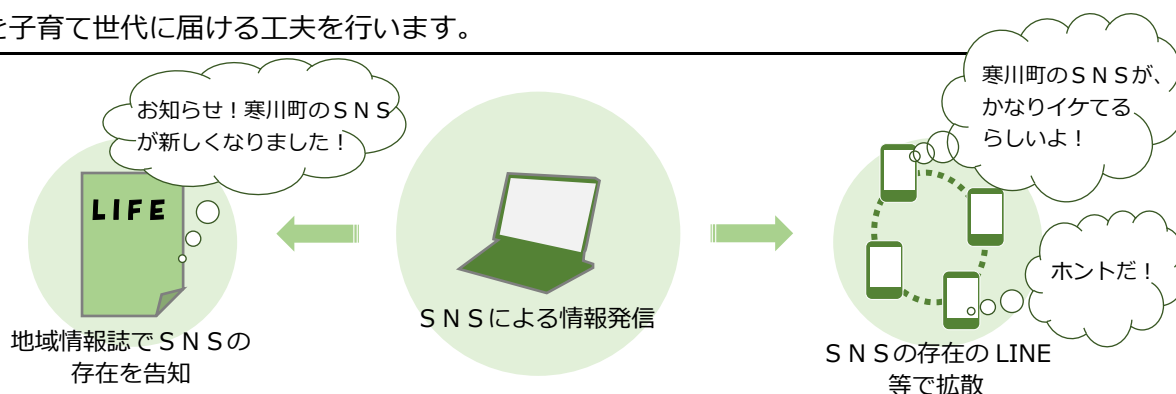 を子育て世代に届ける工夫を行います。
お知らせ！寒川町のＳＮＳ
が新しくなりました！
LIFE
地域情報誌でＳＮＳの
存在を告知
ＳＮＳによる情報発信
寒川町のＳＮＳが、
かなりイケてる
らしいよ！
ホントだ！
ＳＮＳの存在の LINE
等で拡散